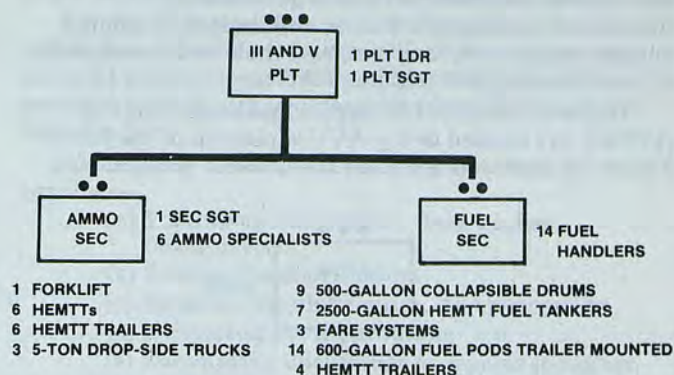 III AND V
PLT
1 PLT LDR
1 PLT SGT
AMMO
SEC
1 SEC SGT
6 AMMO SPECIALISTS
FUEL
SEC
14 FUEL
HANDLERS
1 FORKLIFT
6 HEMTTs
6 HEMTT TRAILERS
3 5-TON DROP-SIDE TRUCKS
9 500-GALLON COLLAPSIBLE DRUMS
7 2500-GALLON HEMTT FUEL TANKERS
3 FARE SYSTEMS
14 600-GALLON FUEL PODS TRAILER MOUNTED
4 HEMTT TRAILERS